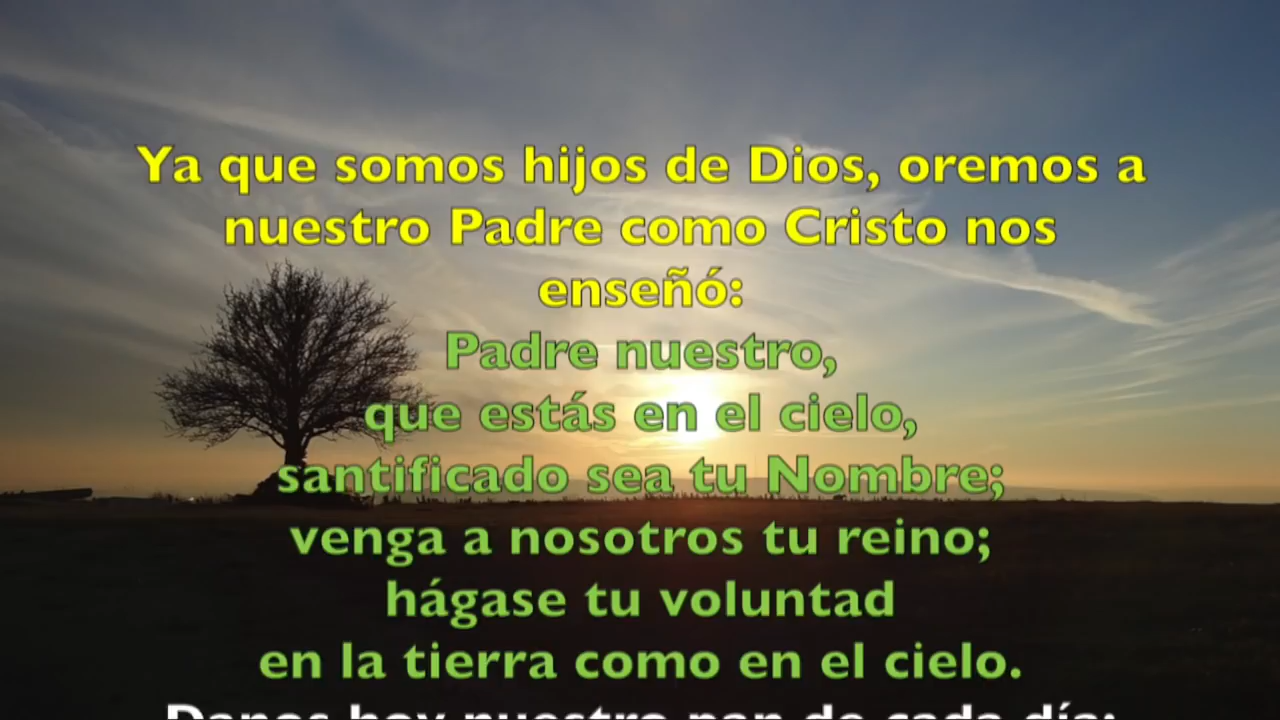 Ya que somos hijos de Dios, oremos a
nuestro Padre como Cristo nos
enseñó:
Padre nuestro,
que estás en el cielo,
santificado sea tu Nombre;
venga a nosotros tu reino;
hágase tu voluntad
en la tierra como en el cielo.
Danos hoy nuestro pan de cada día;